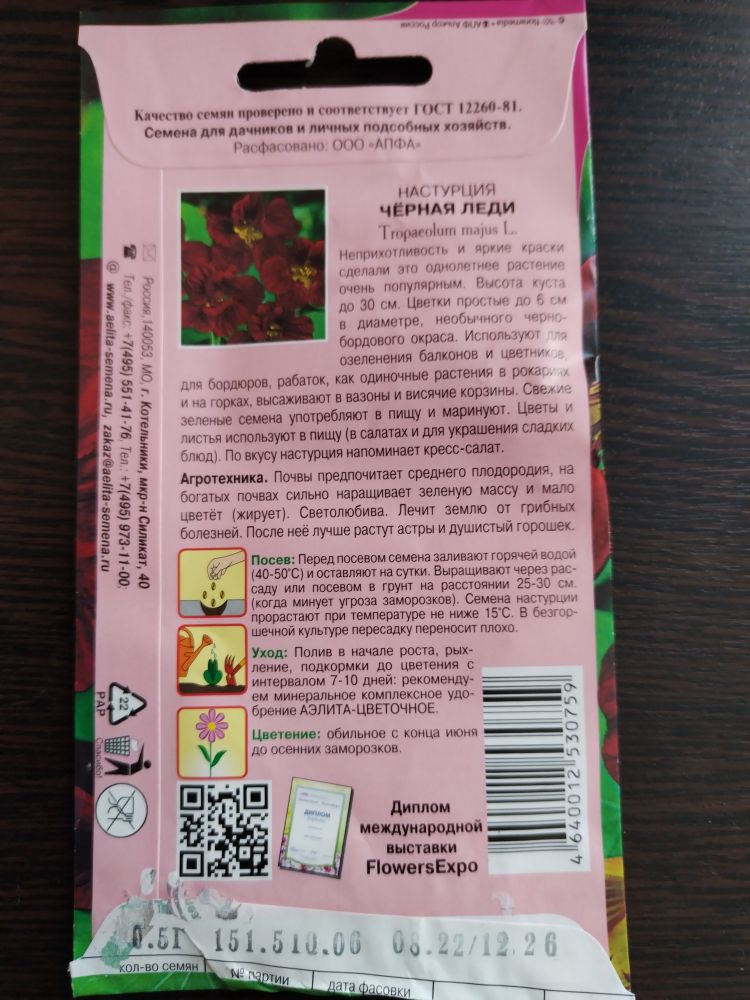 Качество семян проверено и соответствует ГОСТ 12260-81.
Семена для дачников и личных подсобных хозяйств.
Расфасовано: ООО «АПФА»
НАСТУРЦИЯ
ЧЁРНАЯ ЛЕДИ
Tropaeolum majus L.
Неприхотливость и яркие краски
сделали это однолетнее растение
очень популярным. Высота куста
до 30 см. Цветки простые до 6 см
в диаметре, необычного черно-
бордового окраса. Используют для
озеленения балконов и цветников,
для бордюров, рабаток, как одиночные растения в рокариях
и на горках, высаживают в вазоны и висячие корзины. Свежие
зеленые семена употребляют в пищу и маринуют. Цветы и
листья используют в пищу (в салатах и для украшения сладких
блюд). По вкусу настурция напоминает кресс-салат.
Агротехника. Почвы предпочитает среднего плодородия, на
богатых почвах сильно наращивает зеленую массу и мало
цветёт (жирует). Светолюбива. Лечит землю от грибных
болезней. После неё лучше растут астры и душистый горошек.
Посев: Перед посевом семена заливают горячей водой
(40-50°С) и оставляют на сутки. Выращивают через рас-
саду или посевом в грунт на расстоянии 25-30 см.
(когда минует угроза заморозков). Семена настурции
прорастают при температуре не ниже 15°С. В безгор-
шечной культуре пересадку переносит плохо.
Уход: Полив в начале роста, рых-
ление, подкормки до цветения с
интервалом 7-10 дней: рекоменду-
ем минеральное комплексное удо-
брение АЭЛИТА-ЦВЕТОЧНОЕ.
Цветение: обильное с конца июня
до осенних заморозков.
Россия,140053, МО, г. Котельники, мкр-н Силикат, 40
Тел./факс: +7(495) 551-41-76, Тел.: +7(495) 973-11-00;
@ www.aelita-semena.ru, zakaz@aelita-semena.ru
22
PAP
Спасибо!
ДИПЛОМ
Диплом
международной
выставки
FlowersExpo
4 640012 530759
0.5Г 151.510.06 08.22/12.26
кол-во семян № партии дата фасовки